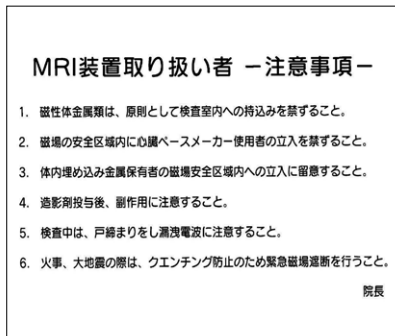 MRI装置取り扱い者 －注意事項－
1. 磁性体金属類は、原則として検査室内への持込みを禁ずること。
2. 磁場の安全区域内に心臓ペースメーカー使用者の立入を禁ずること。
3. 体内埋め込み金属保有者の磁場安全区域内への立入に留意すること。
4. 造影剤投与後、副作用に注意すること。
5. 検査中は、戸締まりをし漏洩電波に注意すること。
6. 火事、大地震の際は、クエンチング防止のため緊急磁場遮断を行うこと。
院長